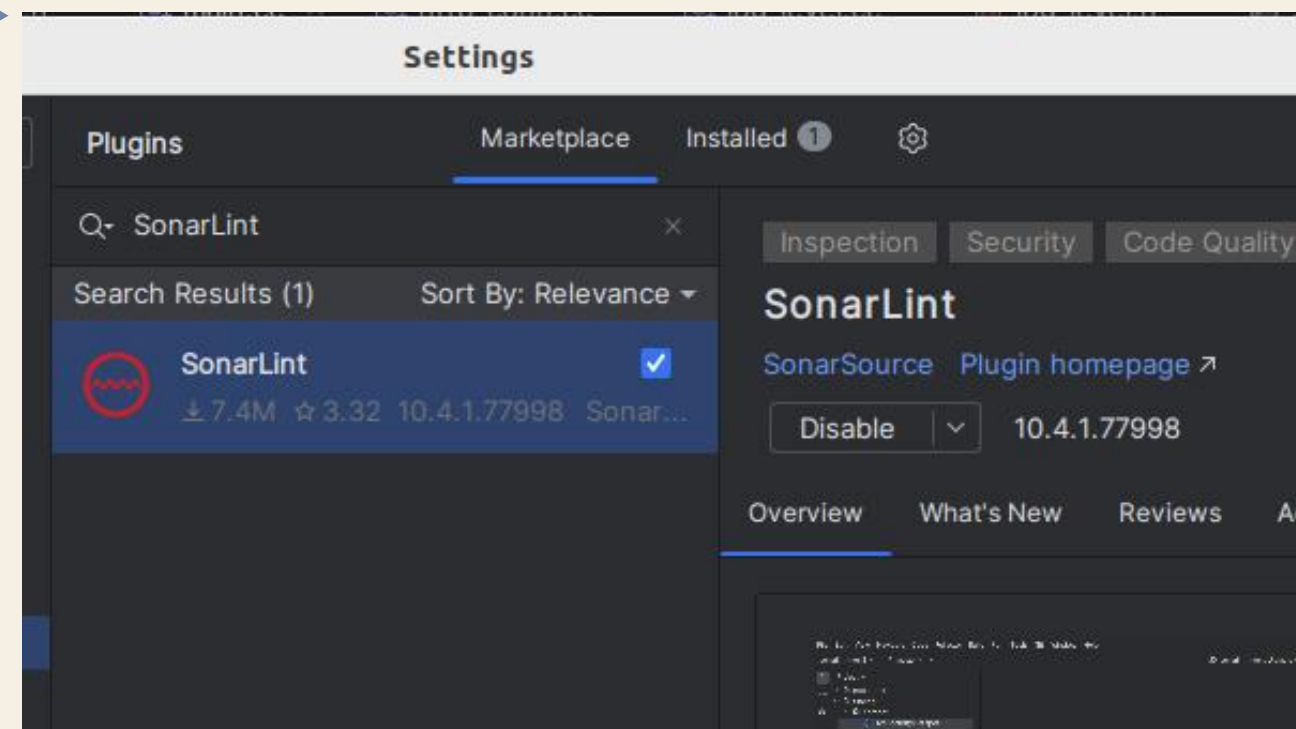 Settings
Plugins
Marketplace
Installed 1
SonarLint
Search Results (1)
Sort By: Relevance
SonarLint
7.4M 3.32 10.4.1.77998 Sonar...
Inspection Security Code Quality
SonarLint
SonarSource Plugin homepage
Disable 10.4.1.77998
Overview What's New Reviews